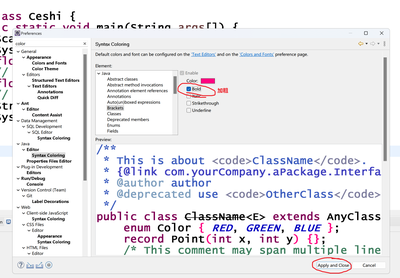 class Ceshi {
c static void main(String args[]) {
Preferences
color
Syntax Coloring
General
Appearance
Colors and Fonts
Color Theme
Editors
Structured Text Editors
Text Editors
Annotations
Quick Diff
Ant
Editor
Content Assist
Data Management
SQL Development
SQL Editor
Syntax Coloring
Java
Editor
Syntax Coloring
Properties Files Editor
Plug-in Development
Editors
Run/Debug
Console
Version Control (Team)
Git
Label Decorations
Web
Client-side JavaScript
Syntax Coloring
CSS Files
Editor
Appearance
Syntax Coloring
HTML Files
Editor
Default colors and font can be configured on the 'Text Editors' and on the 'Colors and Fonts' preference page.
Element:
Java
Abstract classes
Abstract method invocations
Annotation element references
Annotations
Auto(un)boxed expressions
Brackets
Classes
Deprecated members
Enums
Fields
Enable
Color:
Bold
加粗
Strikethrough
Underline
Preview:
/**
* This is about <code>ClassName</code>.
* {@link com.yourCompany.aPackage.Interfa
* @author author
* @deprecated use <code>OtherClass</code>
*/
public class ClassName<E> extends AnyClass
enum Color { RED, GREEN, BLUE };
record Point(int x, int y) {};
/* This comment may span multiple line
Apply and Close
Cancel